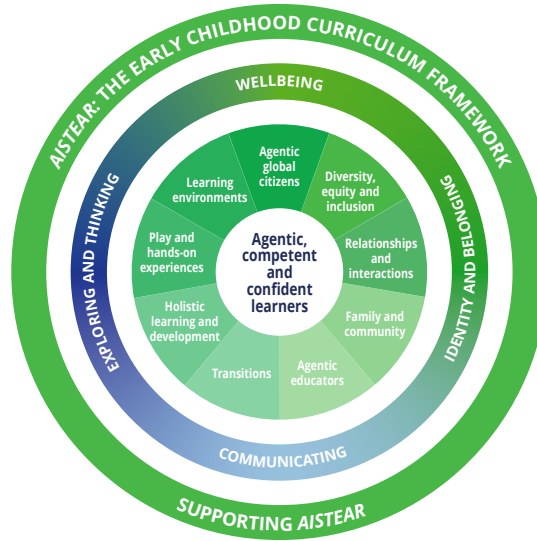 AISTEAR: THE EARLY CHILDHOOD CURRICULUM FRAMEWORK
WELLBEING
IDENTITY AND BELONGING
COMMUNICATING
EXPLORING AND THINKING
Agentic
global
citizens
Diversity,
equity and
inclusion
Relationships
and
interactions
Family and
community
Agentic
educators
Transitions
Holistic
learning and
development
Play and
hands-on
experiences
Learning
environments
Agentic,
competent
and
confident
learners
SUPPORTING AISTEAR